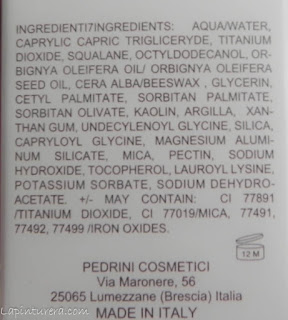 INGREDIENTI7INGREDIENTS: AQUA/WATER,
CAPRYLIC CAPRIC TRIGLICERYDE, TITANIUM
DIOXIDE, SQUALANE, OCTYLDODECANOL, OR-
BIGNYA OLEIFERA OIL/ ORBIGNYA OLEIFERA
SEED OIL, CERA ALBA/BEESWAX , GLYCERIN,
CETYL PALMITATE, SORBITAN PALMITATE,
SORBITAN OLIVATE, KAOLIN, ARGILLA, XAN-
THAN GUM, UNDECYLENOYL GLYCINE, SILICA,
CAPRYLOYL GLYCINE, MAGNESIUM ALUMI-
NUM SILICATE, MICA, PECTIN, SODIUM
HYDROXIDE, TOCOPHEROL, LAUROYL LYSINE,
POTASSIUM SORBATE, SODIUM DEHYDRO-
ACETATE. +/- MAY CONTAIN: CI 77891
/TITANIUM DIOXIDE, CI 77019/MICA, 77491,
77492, 77499 /IRON OXIDES.
12 M
PEDRINI COSMETICI
Via Maronere, 56
25065 Lumezzane (Brescia) Italia
MADE IN ITALY
Lapinturera.com